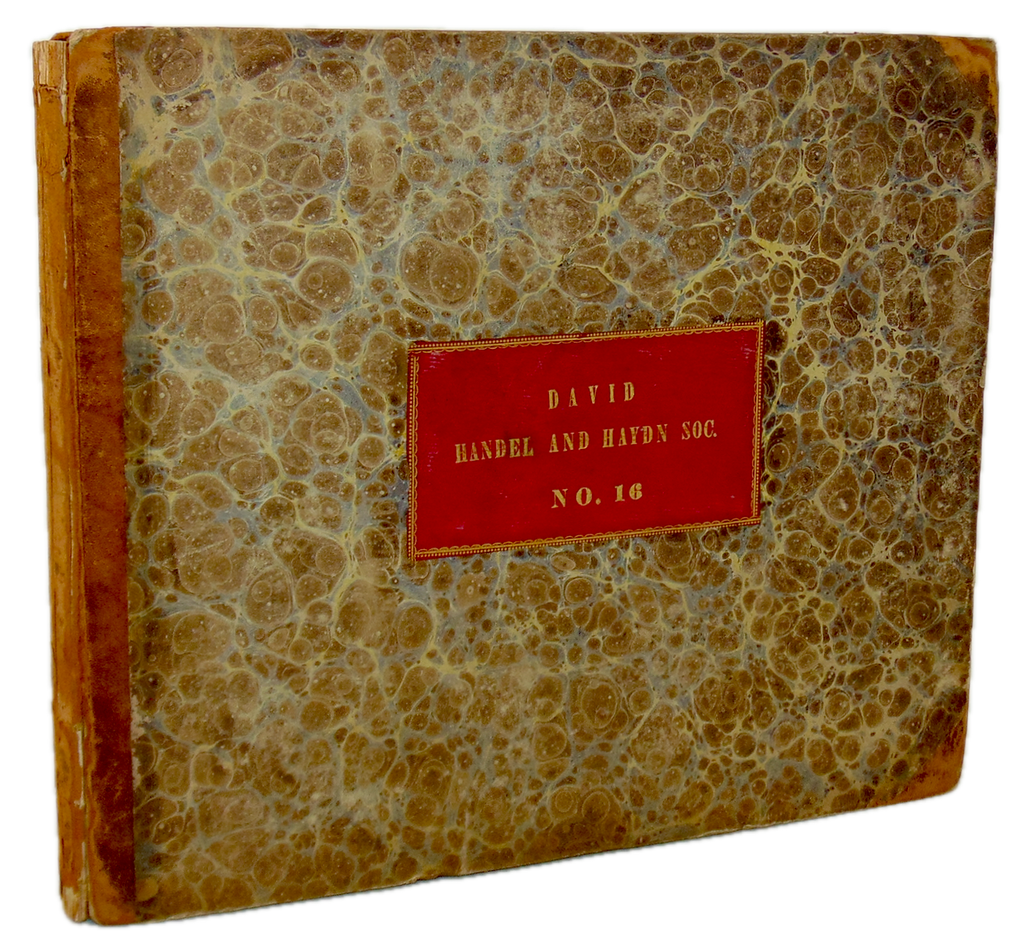 DAVID
HANDEL AND HAYDN SOC.
NO. 16